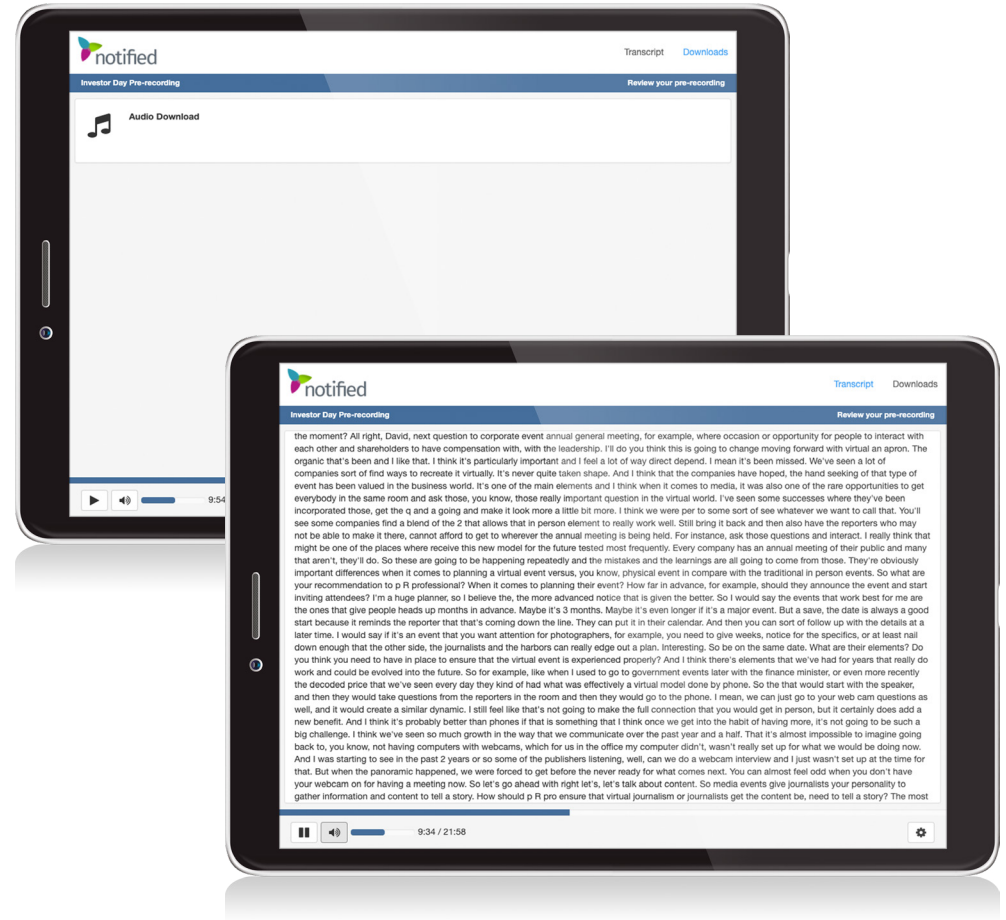 notified
Transcript Downloads
Investor Day Pre-recording Review your pre-recording
Audio Download
9:54
notified
Transcript Downloads
Investor Day Pre-recording Review your pre-recording
the moment? All right, David, next question to corporate event annual general meeting, for example, where occasion or opportunity for people to interact with
each other and shareholders to have compensation with, with the leadership. I'll do you think this is going to change moving forward with virtual an apron. The
organic that's been and I like that. I think it's particularly important and I feel a lot of way direct depend. I mean it's been missed. We've seen a lot of
companies sort of find ways to recreate it virtually. It's never quite taken shape. And I think that the companies have hoped, the hand seeking of that type of
event has been valued in the business world. It's one of the main elements and I think when it comes to media, it was also one of the rare opportunities to get
everybody in the same room and ask those, you know, those really important question in the virtual world. I've seen some successes where they've been
incorporated those, get the q and a going and make it look more a little bit more. I think we were per to some sort of see whatever we want to call that. You'll
see some companies find a blend of the 2 that allows that in person element to really work well. Still bring it back and then also have the reporters who may
not be able to make it there, cannot afford to get to wherever the annual meeting is being held. For instance, ask those questions and interact. I really think that
might be one of the places where receive this new model for the future tested most frequently. Every company has an annual meeting of their public and many
that aren't, they'll do. So these are going to be happening repeatedly and the mistakes and the learnings are all going to come from those. They're obviously
important differences when it comes to planning a virtual event versus, you know, physical event in compare with the traditional in person events. So what are
your recommendation to p R professional? When it comes to planning their event? How far in advance, for example, should they announce the event and start
inviting attendees? I'm a huge planner, so I believe the, the more advanced notice that is given the better. So I would say the events that work best for me are
the ones that give people heads up months in advance. Maybe it's 3 months. Maybe it's even longer if it's a major event. But a save, the date is always a good
start because it reminds the reporter that that's coming down the line. They can put it in their calendar. And then you can sort of follow up with the details at a
later time. I would say if it's an event that you want attention for photographers, for example, you need to give weeks, notice for the specifics, or at least nail
down enough that the other side, the journalists and the harbors can really edge out a plan. Interesting. So be on the same date. What are their elements? Do
you think you need to have in place to ensure that the virtual event is experienced properly? And I think there's elements that we've had for years that really do
work and could be evolved into the future. So for example, like when I used to go to government events later with the finance minister, or even more recently
the decoded price that we've seen every day they kind of had what was effectively a virtual model done by phone. So the that would start with the speaker,
and then they would take questions from the reporters in the room and then they would go to the phone. I mean, we can just go to your web cam questions as
well, and it would create a similar dynamic. I still feel like that's not going to make the full connection that you would get in person, but it certainly does add a
new benefit. And I think it's probably better than phones if that is something that I think once we get into the habit of having more, it's not going to be such a
big challenge. I think we've seen so much growth in the way that we communicate over the past year and a half. That it's almost impossible to imagine going
back to, you know, not having computers with webcams, which for us in the office my computer didn't, wasn't really set up for what we would be doing now.
And I was starting to see in the past 2 years or so some of the publishers listening, well, can we do a webcam interview and I just wasn't set up at the time for
that. But when the panoramic happened, we were forced to get before the never ready for what comes next. You can almost feel odd when you don't have
your webcam on for having a meeting now. So let's go ahead with right let's, let's talk about content. So media events give journalists your personality to
gather information and content to tell a story. How should p R pro ensure that virtual journalism or journalists get the content be, need to tell a story? The most
9:34 / 21:58